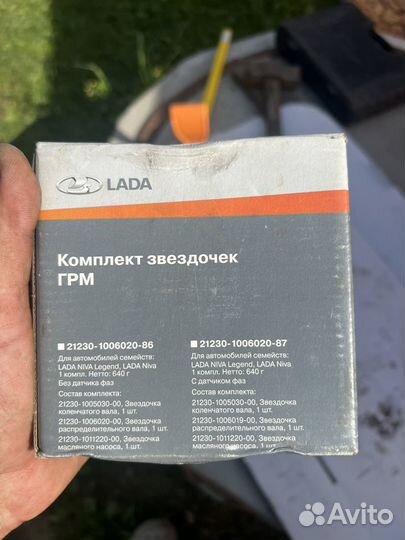 LADA
Комплект звездочек
ГРМ
21230-1006020-86
Для автомобилей семейств:
LADA NIVA Legend, LADA Niva
1 компл. Нетто: 640 г
Без датчика фаз
Состав комплекта:
21230-1005030-00, Звездочка
коленчатого вала, 1 шт.
21230-1006020-00, Звездочка
распределительного вала, 1 шт.
21230-1011220-00, Звездочка
масляного насоса, 1 шт.
21230-1006020-87
Для автомобилей семейств:
LADA NIVA Legend, LADA Niva
1 компл. Нетто: 640 г
С датчиком фаз
Состав комплекта:
21230-1005030-00, Звездочка
коленчатого вала, 1 шт.
21230-1006019-00, Звездочка
распределительного вала, 1 шт.
21230-1011220-00, Звездочка
масляного насоса, 1 шт.
Avito